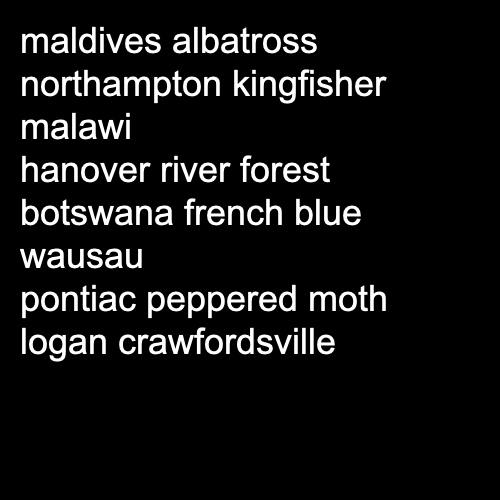 maldives albatross
northampton kingfisher
malawi
hanover river forest
botswana french blue
wausau
pontiac peppered moth
logan crawfordsville